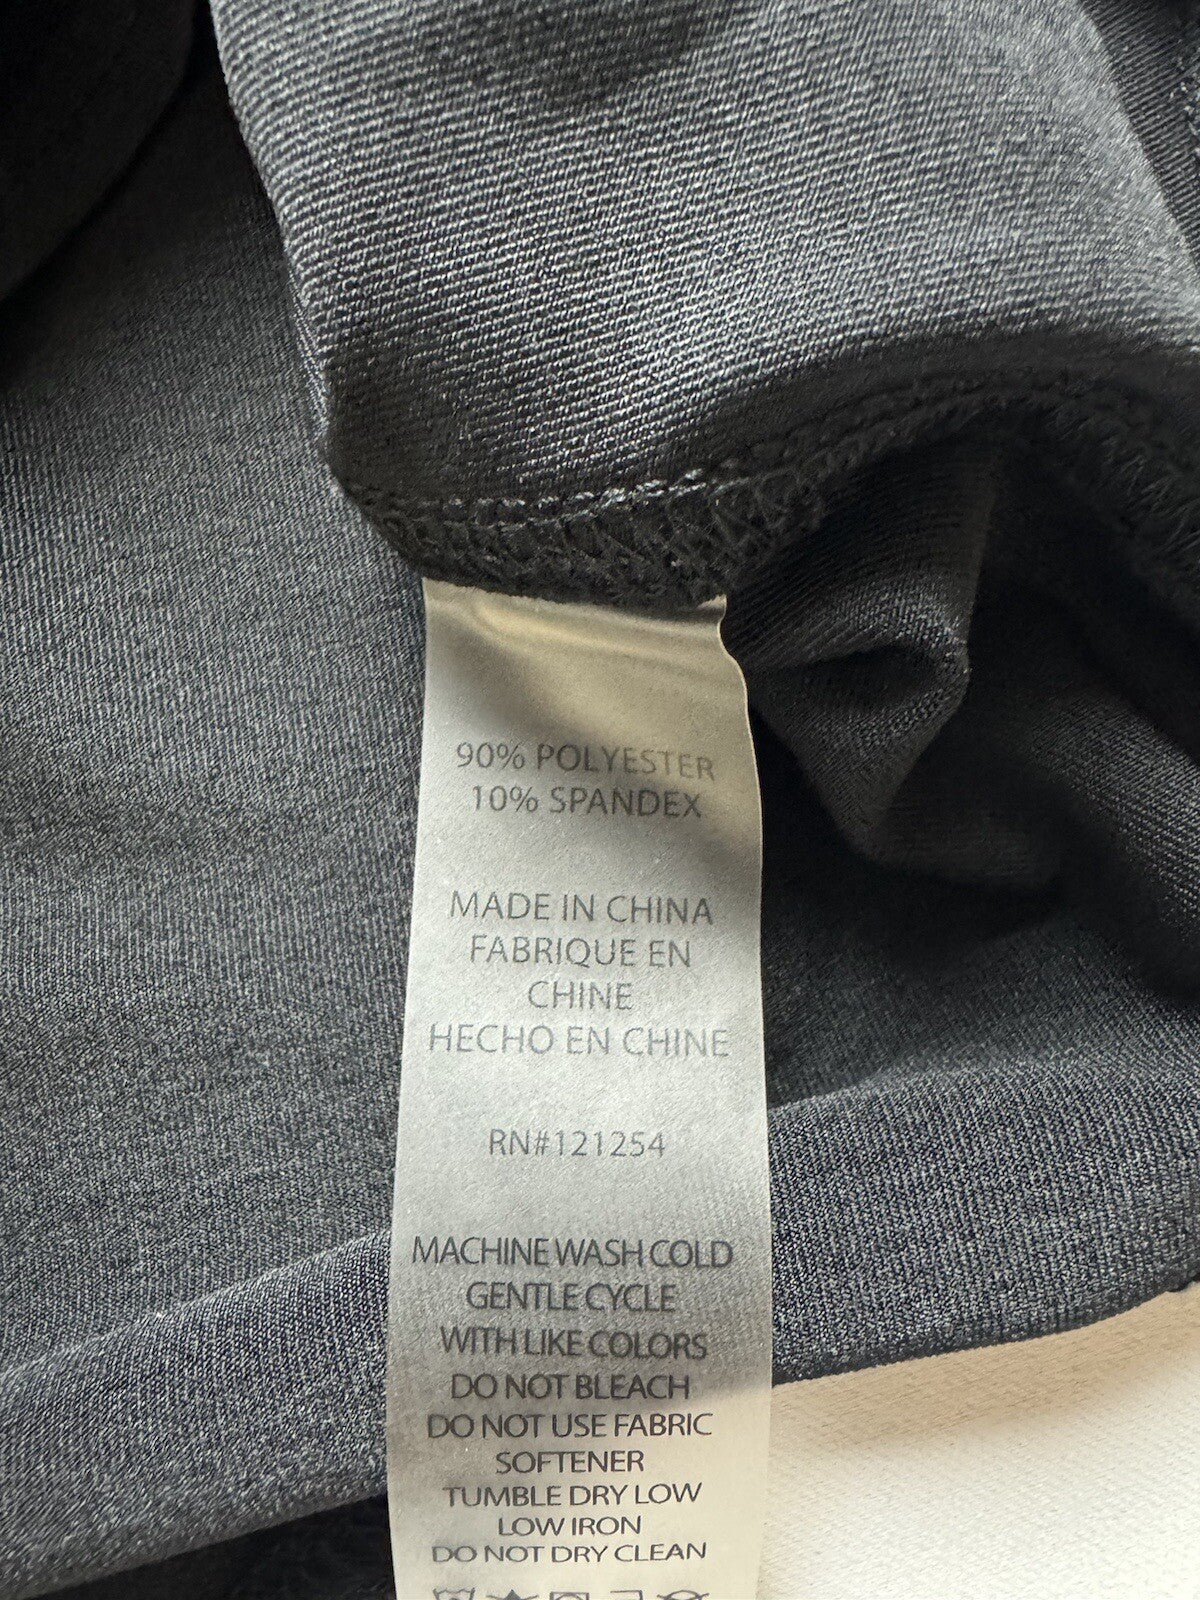 90% POLYESTER
10% SPANDEX
MADE IN CHINA
FABRIQUE EN
CHINE
HECHO EN CHINE
RN#121254
MACHINE WASH COLD
GENTLE CYCLE
WITH LIKE COLORS
DO NOT BLEACH
DO NOT USE FABRIC
SOFTENER
TUMBLE DRY LOW
LOW IRON
DO NOT DRY CLEAN